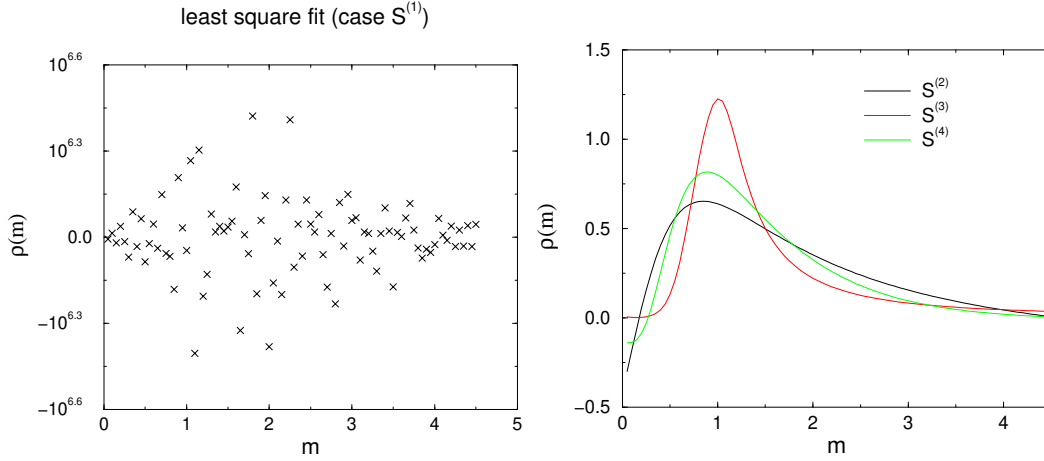 least square fit (case S^(1))
10^6.6
10^6.3
0.0
−10^6.3
−10^6.6
ρ(m)
0 1 2 3 4 5
m
1.5
1.0
0.5
0.0
−0.5
ρ(m)
S^(2)
S^(3)
S^(4)
0 1 2 3 4
m